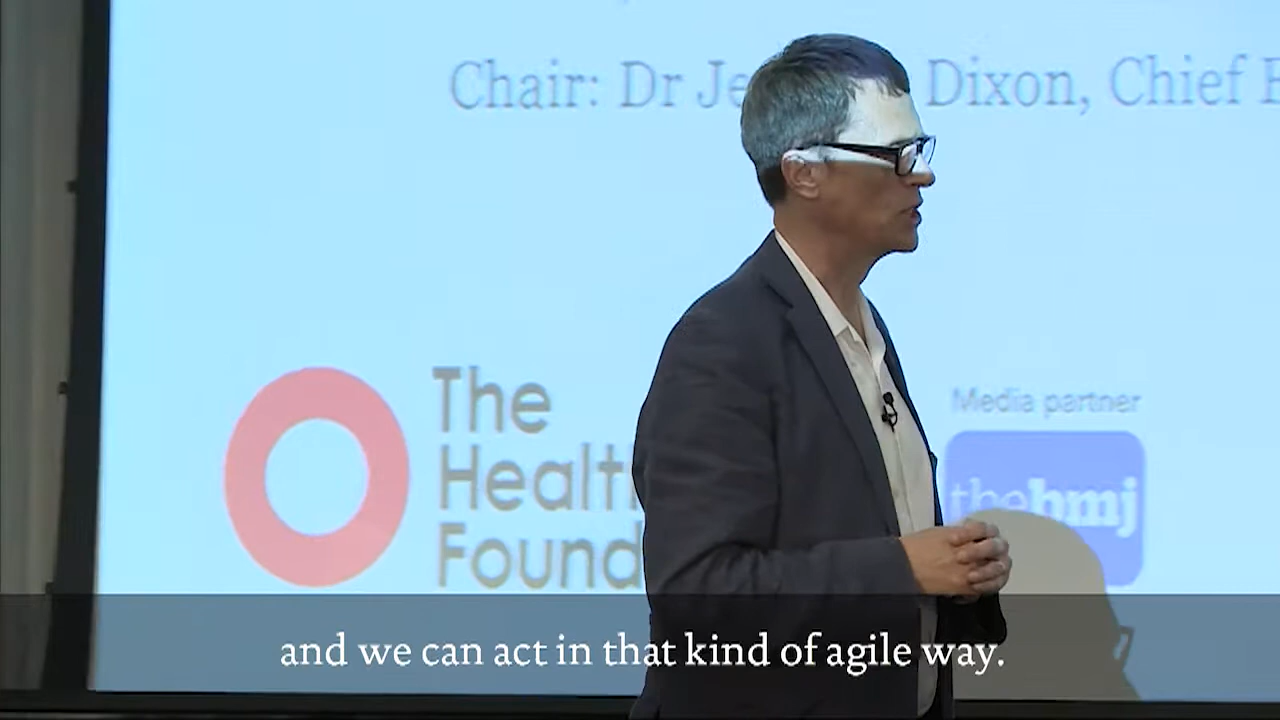 Chair: Dr Je Dixon, Chief
The
Healt
Found
Media partner
thebmj
and we can act in that kind of agile way.